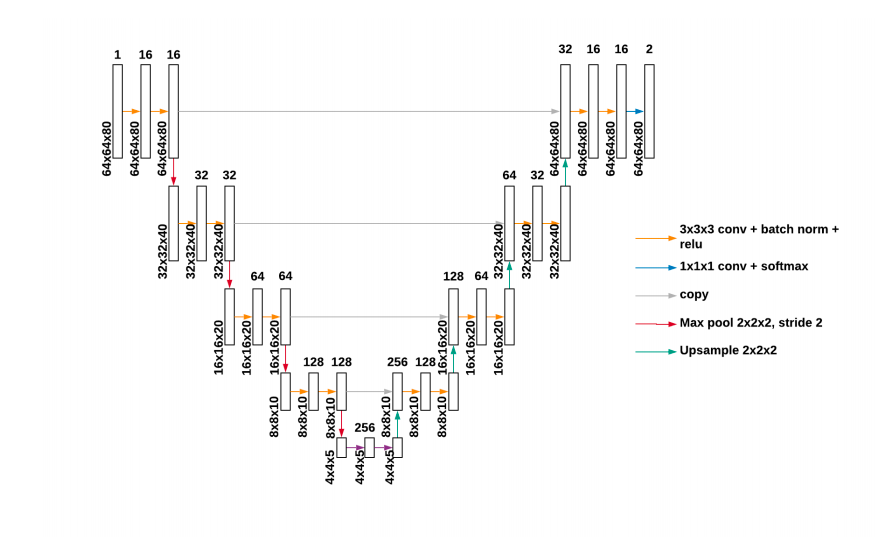 1 16 16
64x64x80 64x64x80 64x64x80
32 16 16 2
64x64x80 64x64x80 64x64x80 64x64x80
32 32
32x32x40 32x32x40 32x32x40
64 32
32x32x40 32x32x40 32x32x40
64 64
16x16x20 16x16x20 16x16x20
128 64
16x16x20 16x16x20 16x16x20
128 128
8x8x10 8x8x10 8x8x10
256 128
8x8x10 8x8x10 8x8x10
256
4x4x5 4x4x5 4x4x5
3x3x3 conv + batch norm +
relu
1x1x1 conv + softmax
copy
Max pool 2x2x2, stride 2
Upsample 2x2x2